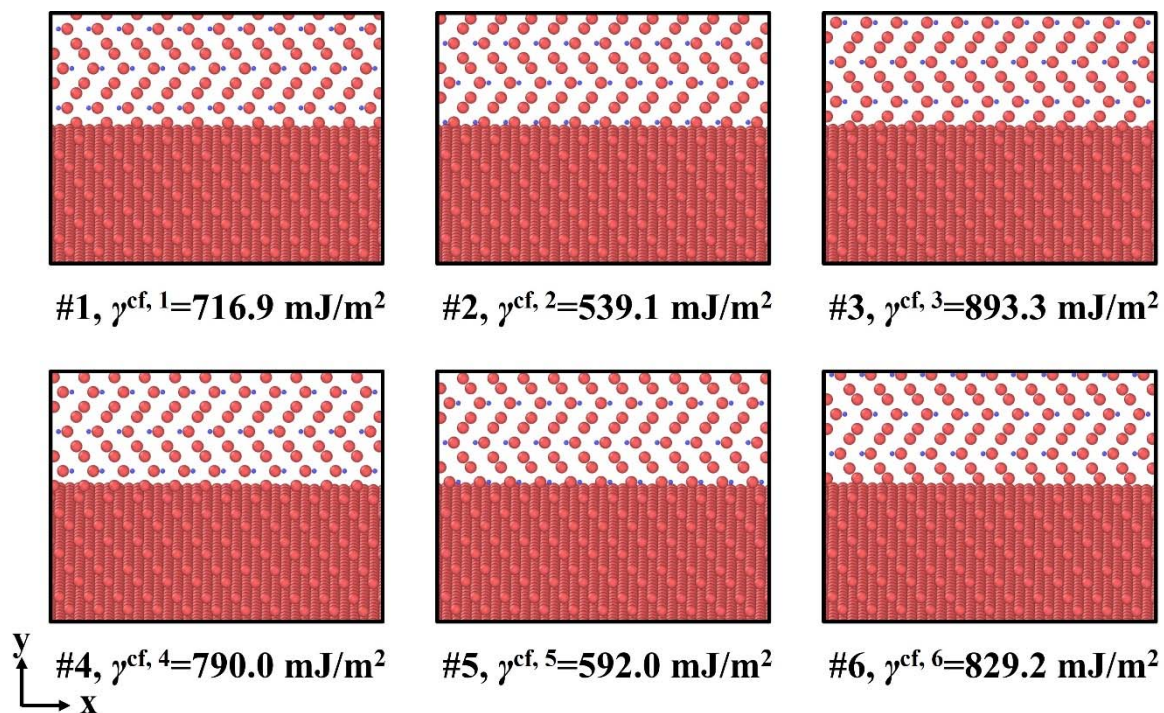 #1, γcf, 1=716.9 mJ/m2
#2, γcf, 2=539.1 mJ/m2
#3, γcf, 3=893.3 mJ/m2
#4, γcf, 4=790.0 mJ/m2
#5, γcf, 5=592.0 mJ/m2
#6, γcf, 6=829.2 mJ/m2
y
x